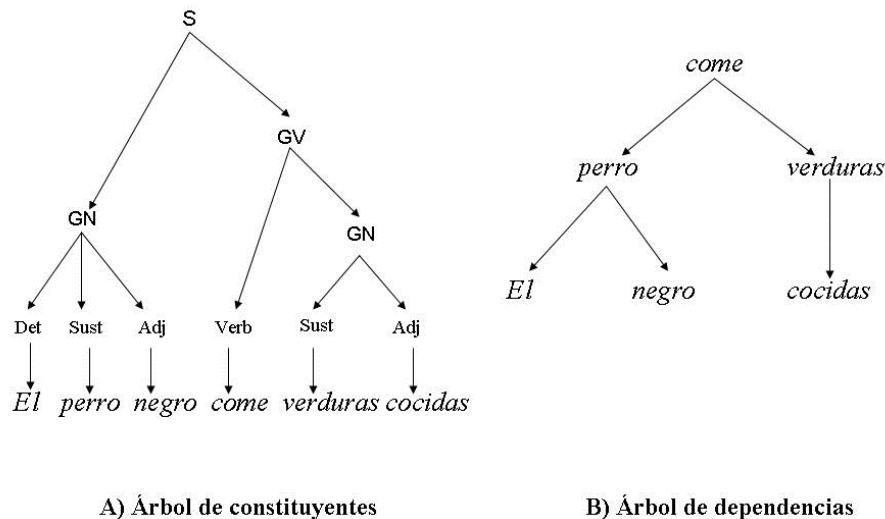 S
come
GV
perro verduras
GN
GN
El negro cocidas
Det Sust Adj Verb Sust Adj
El perro negro come verduras cocidas
A) Árbol de constituyentes
B) Árbol de dependencias